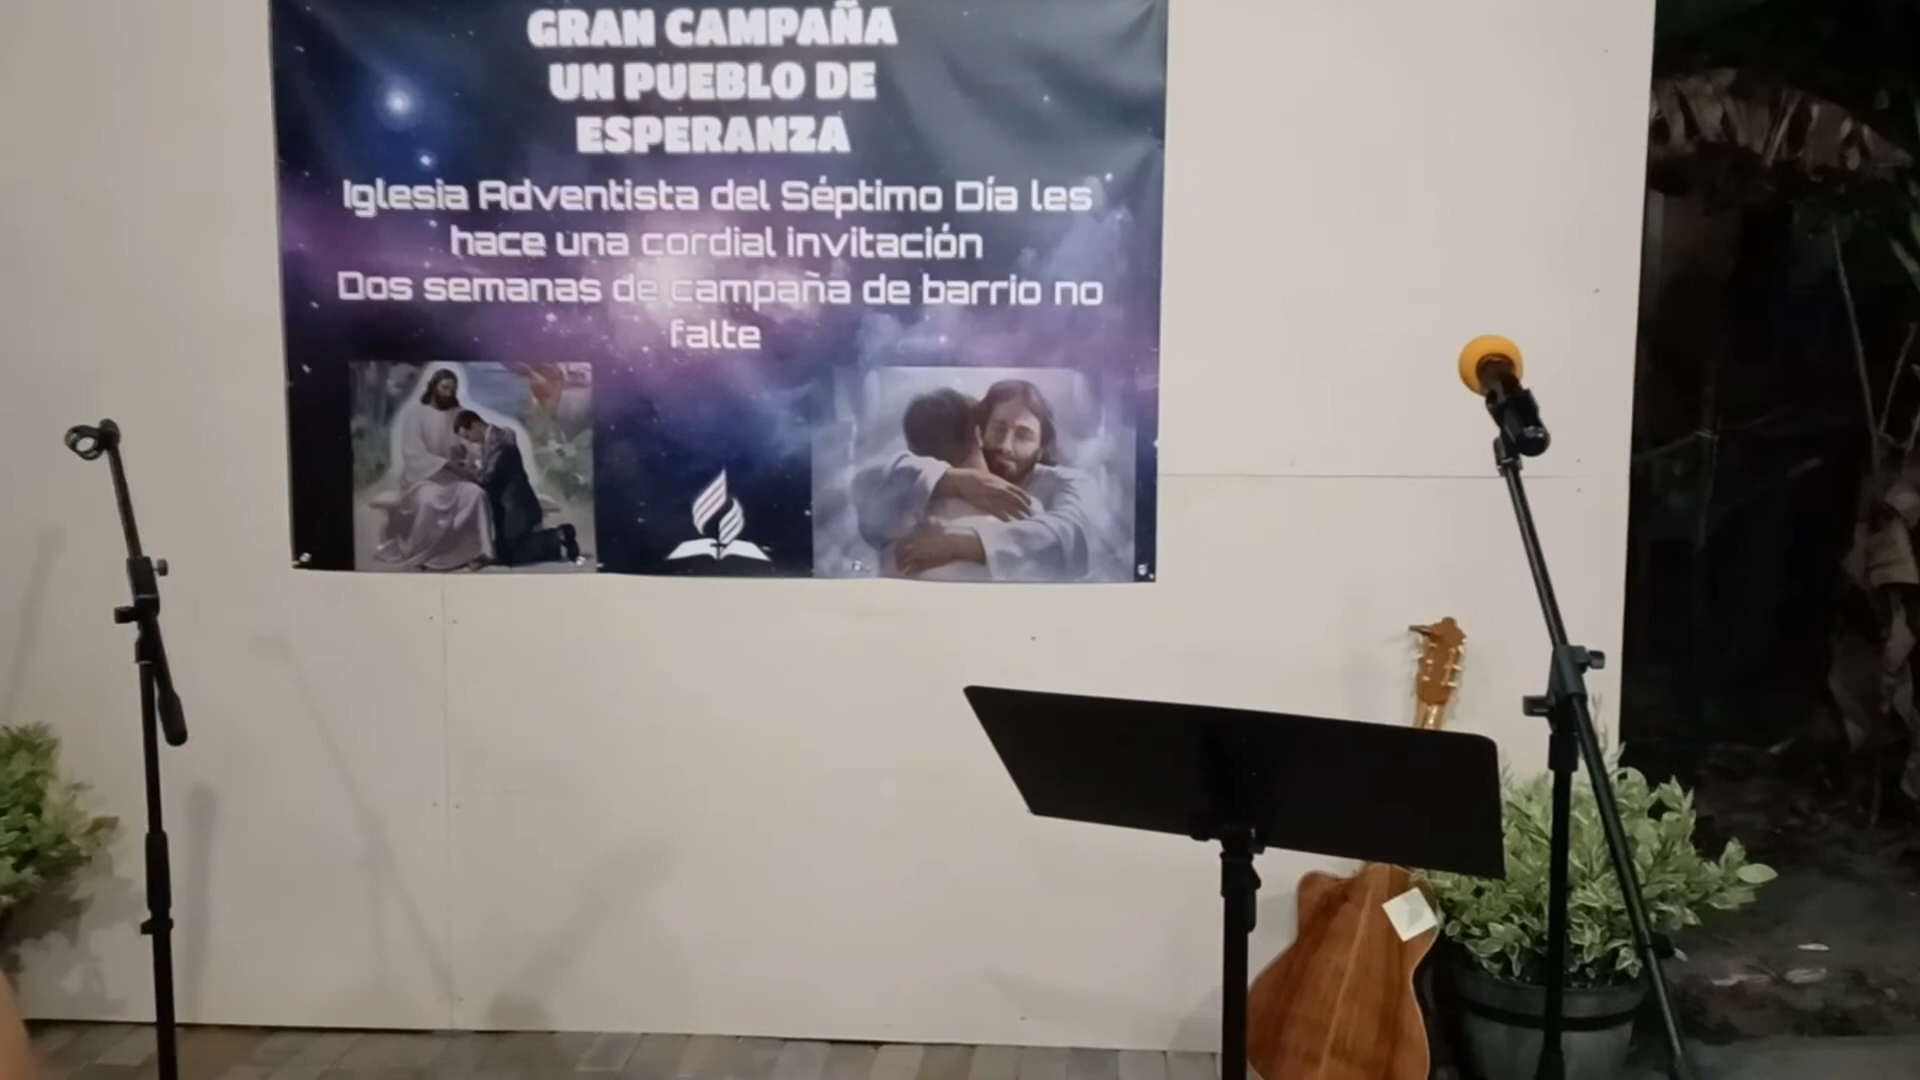 GRAN CAMPAÑA
UN PUEBLO DE
ESPERANZA
Iglesia Adventista del Séptimo Día les
hace una cordial invitación
Dos semanas de campaña de barrio no
falte